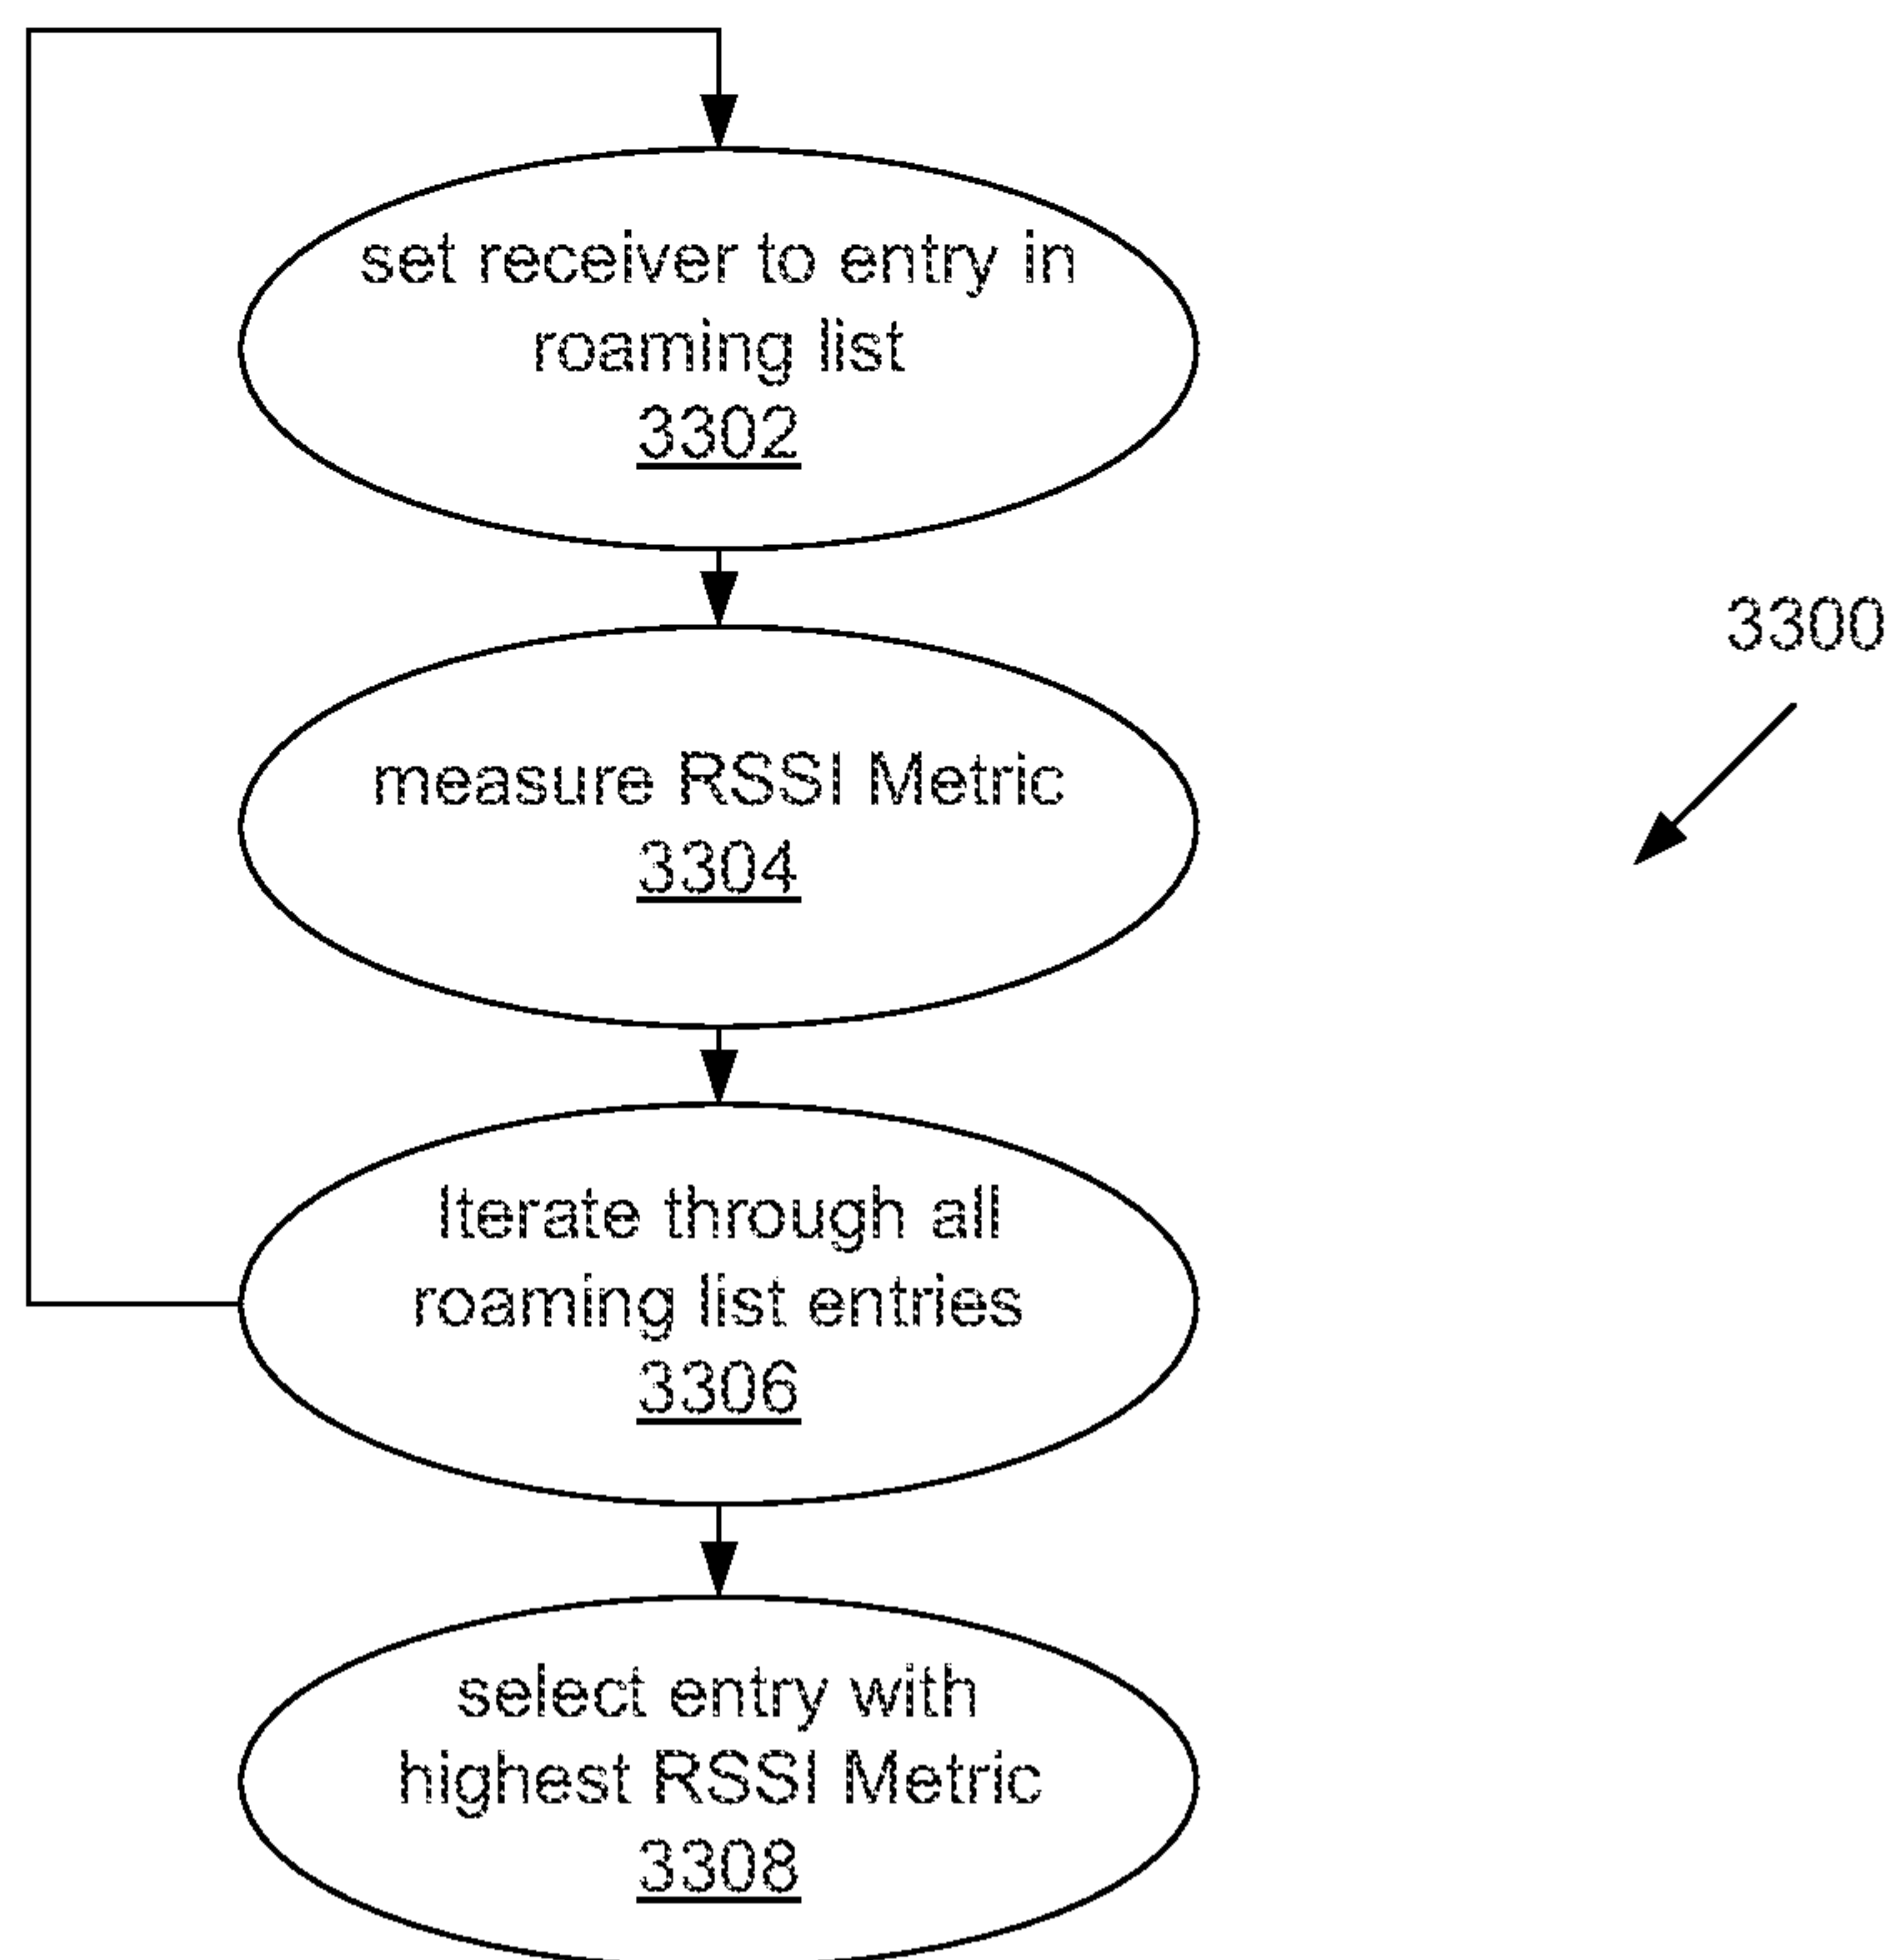 set receiver to entry in
roaming list
3302
3300
measure RSSI Metric
3304
Iterate through all
roaming list entries
3306
select entry with
highest RSSI Metric
3308